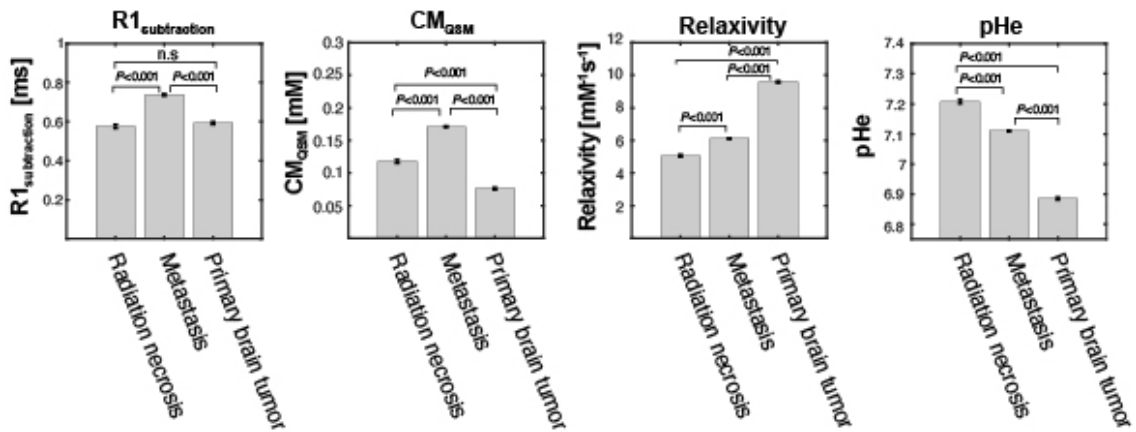 R1subtraction
R1subtraction [ms]
1
0.8
0.6
0.4
0.2
n.s
P<0.001
P<0.001
Radiation necrosis
Metastasis
Primary brain tumor
CMQSM
CMQSM [mM]
0.3
0.25
0.2
0.15
0.1
0.05
P<0.001
P<0.001
P<0.001
Radiation necrosis
Metastasis
Primary brain tumor
Relaxivity
Relaxivity [mM-1s-1]
12
10
8
6
4
2
P<0.001
P<0.001
P<0.001
Radiation necrosis
Metastasis
Primary brain tumor
pHe
pHe
7.4
7.3
7.2
7.1
7
6.9
6.8
P<0.001
P<0.001
P<0.001
Radiation necrosis
Metastasis
Primary brain tumor